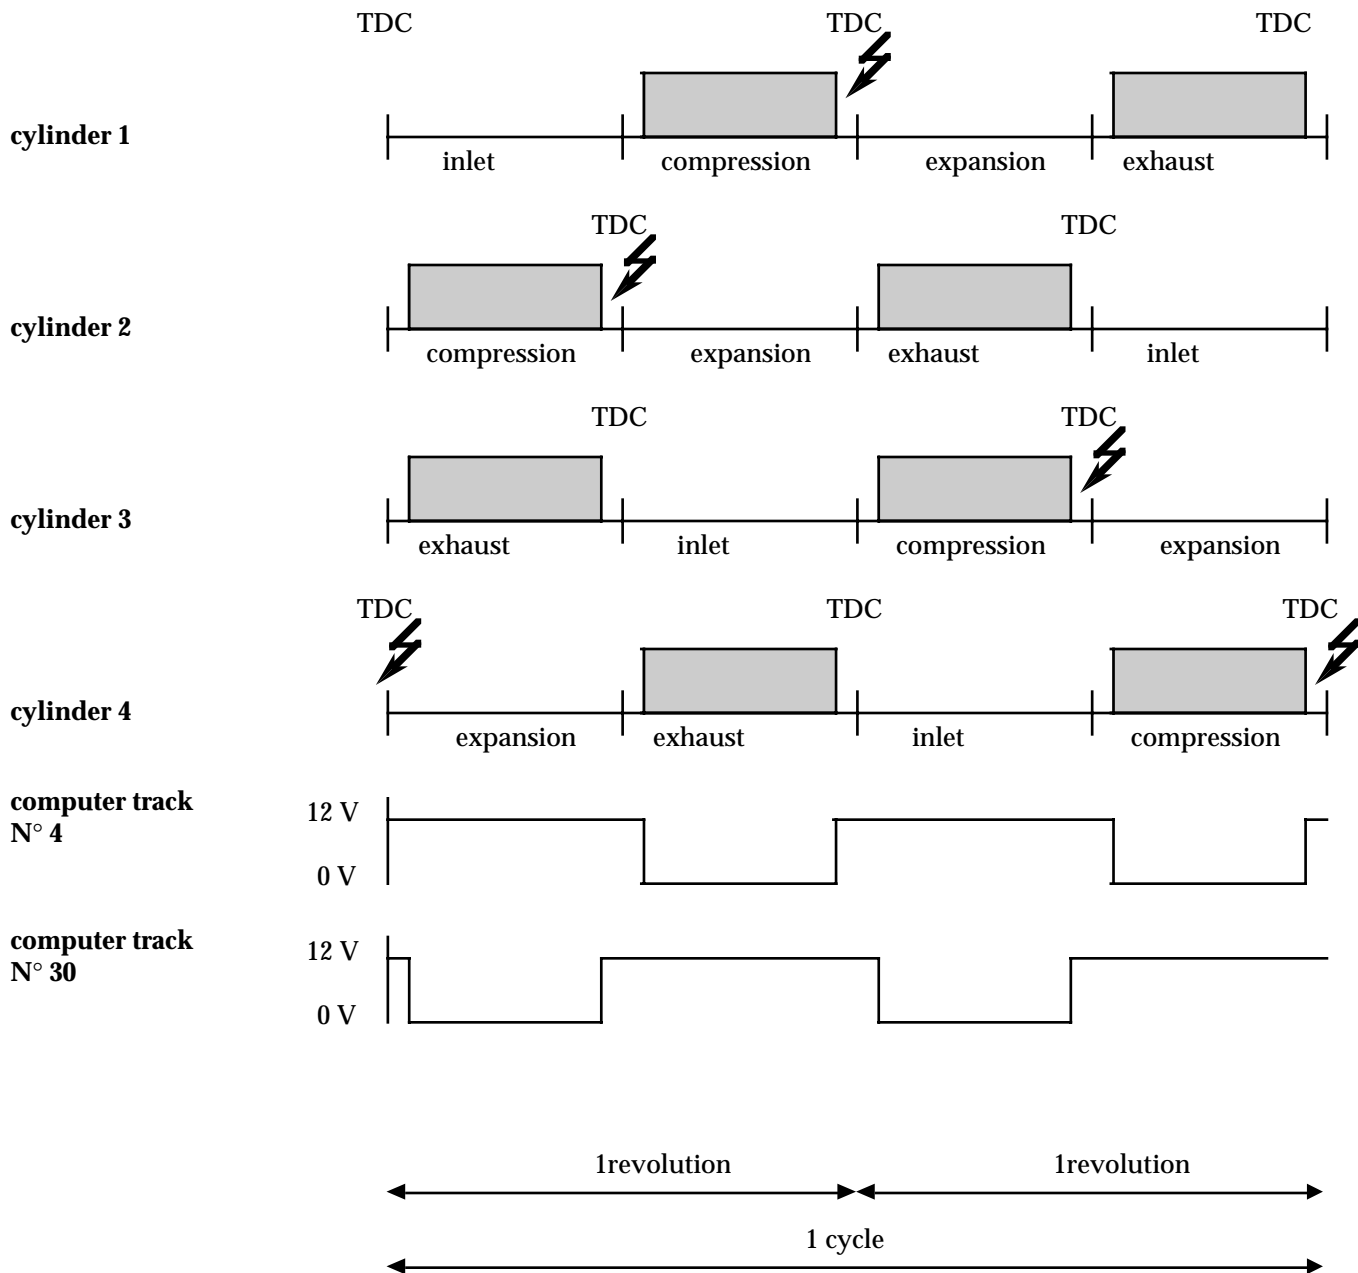 TDC TDC TDC
cylinder 1
inlet compression expansion exhaust
TDC TDC
cylinder 2
compression expansion exhaust inlet
TDC TDC
cylinder 3
exhaust inlet compression expansion
TDC TDC TDC
cylinder 4
expansion exhaust inlet compression
computer track
N° 4
12 V
0 V
computer track
N° 30
12 V
0 V
1revolution 1revolution
1 cycle